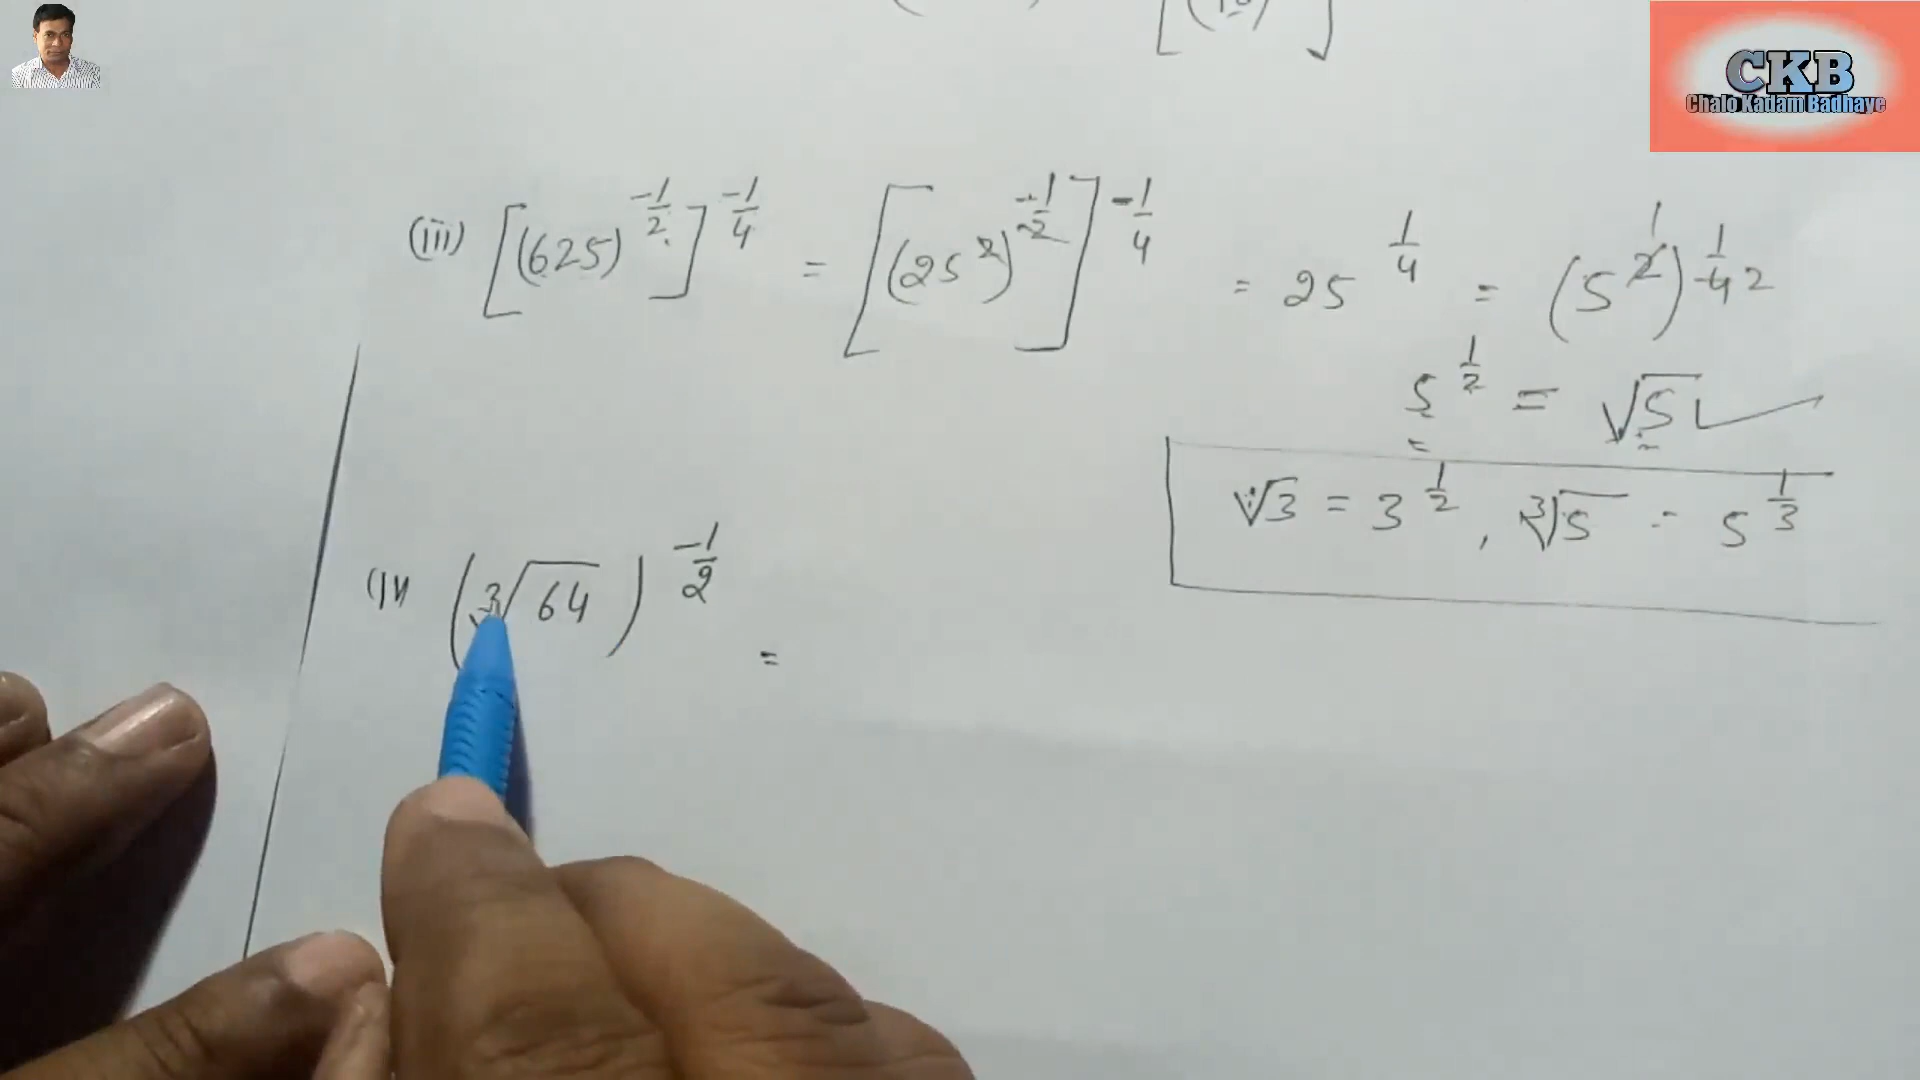 CKB
Chalo Kadam Badhaye
(iii) [(625)^{-1/2}]^{-1/4} = [(25^2)^{-1/2}]^{-1/4} = 25^{1/4} = (5^2)^{1/4} 1 2
5^{1/2} = √5
√3 = 3^{1/2}, ∛5 = 5^{1/3}
(iv (∛64)^{-1/2} =